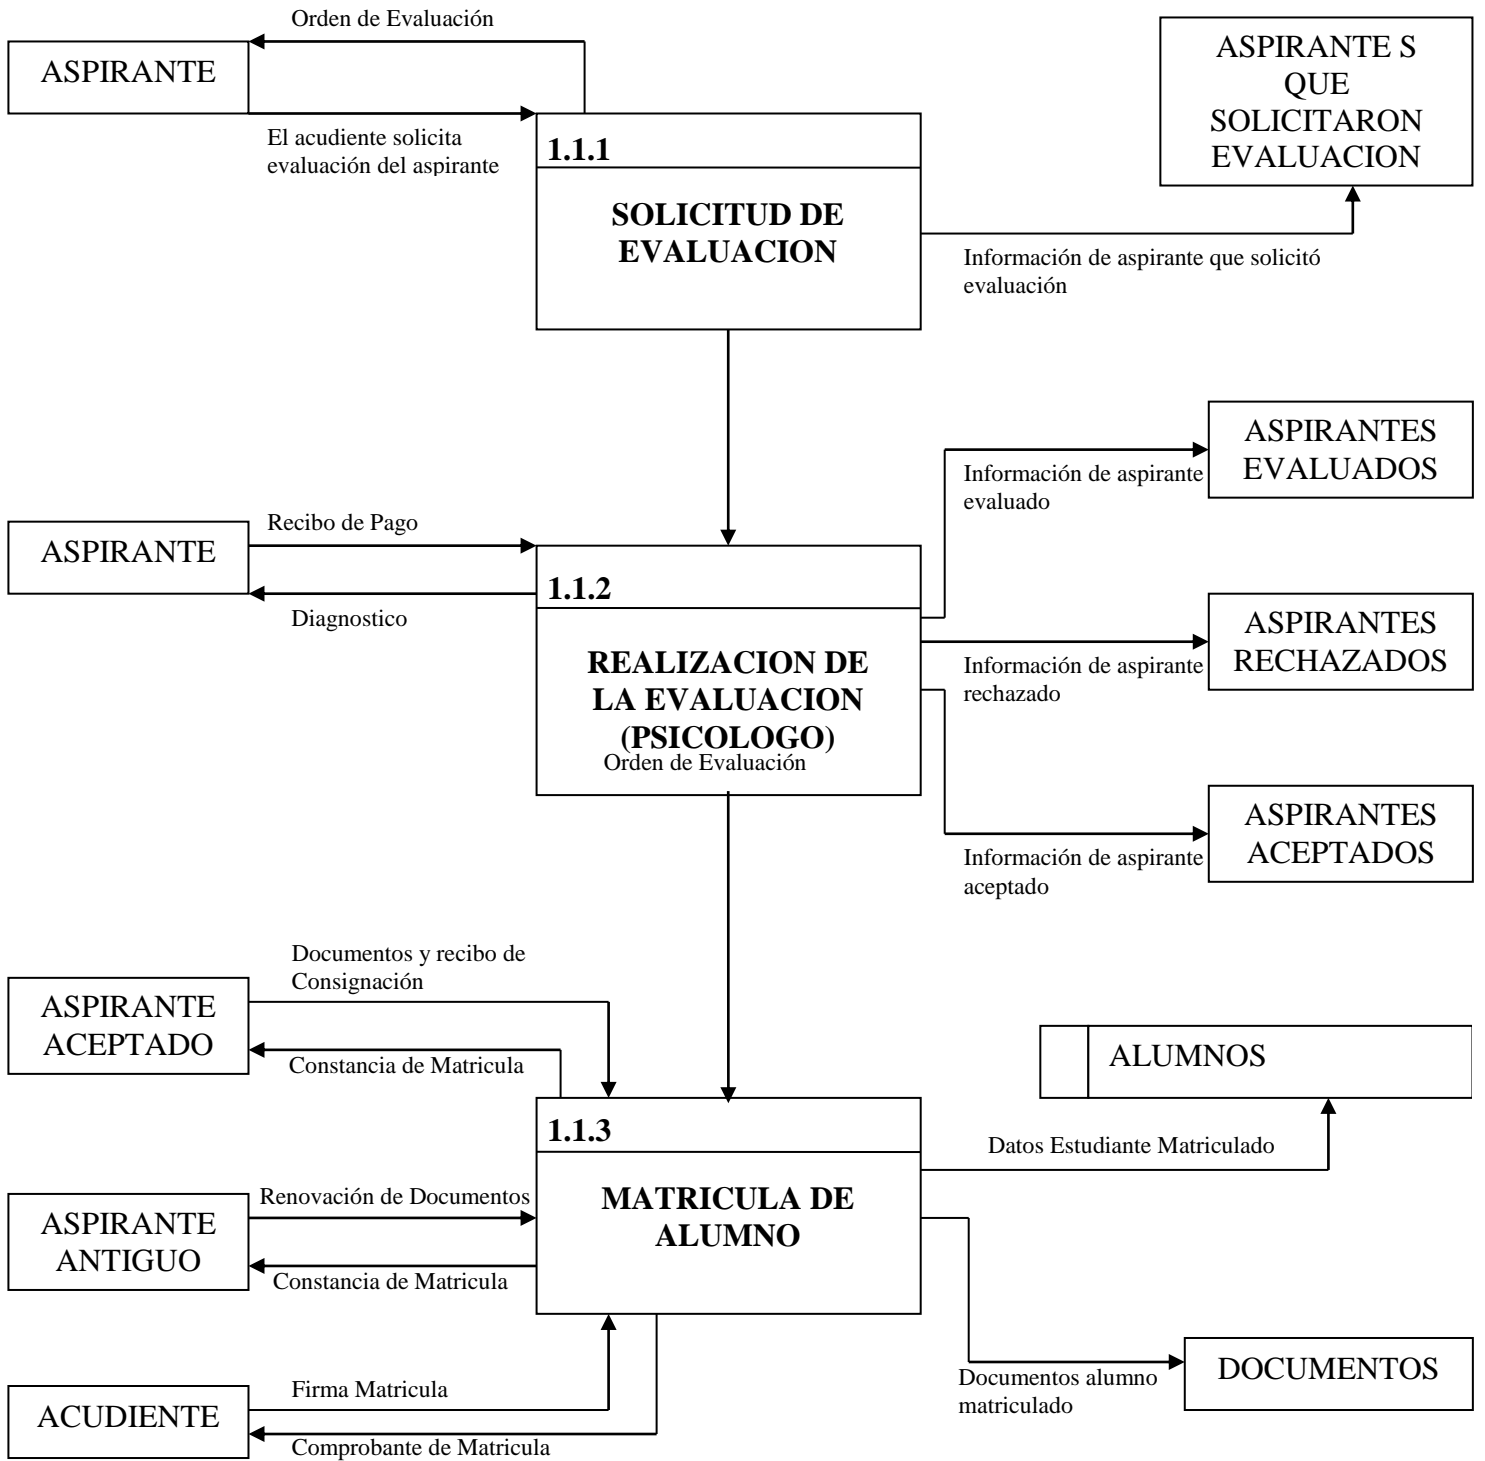 Orden de Evaluación
ASPIRANTE
El acudiente solicita
evaluación del aspirante
1.1.1
SOLICITUD DE
EVALUACION
ASPIRANTE S
QUE
SOLICITARON
EVALUACION
Información de aspirante que solicitó
evaluación
ASPIRANTES
EVALUADOS
Información de aspirante
evaluado
Recibo de Pago
ASPIRANTE
Diagnostico
1.1.2
REALIZACION DE
LA EVALUACION
(PSICOLOGO)
Orden de Evaluación
ASPIRANTES
RECHAZADOS
Información de aspirante
rechazado
ASPIRANTES
ACEPTADOS
Información de aspirante
aceptado
Documentos y recibo de
Consignación
ASPIRANTE
ACEPTADO
Constancia de Matricula
ALUMNOS
1.1.3
MATRICULA DE
ALUMNO
Datos Estudiante Matriculado
Renovación de Documentos
ASPIRANTE
ANTIGUO
Constancia de Matricula
DOCUMENTOS
Documentos alumno
matriculado
Firma Matricula
ACUDIENTE
Comprobante de Matricula